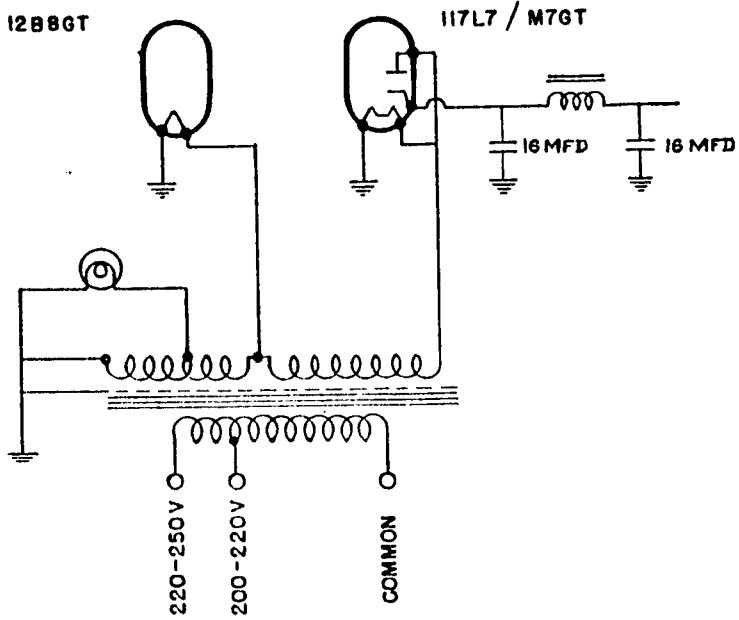 12B8GT
117L7 / M7GT
16 MFD
16 MFD
220-250V
200-220V
COMMON